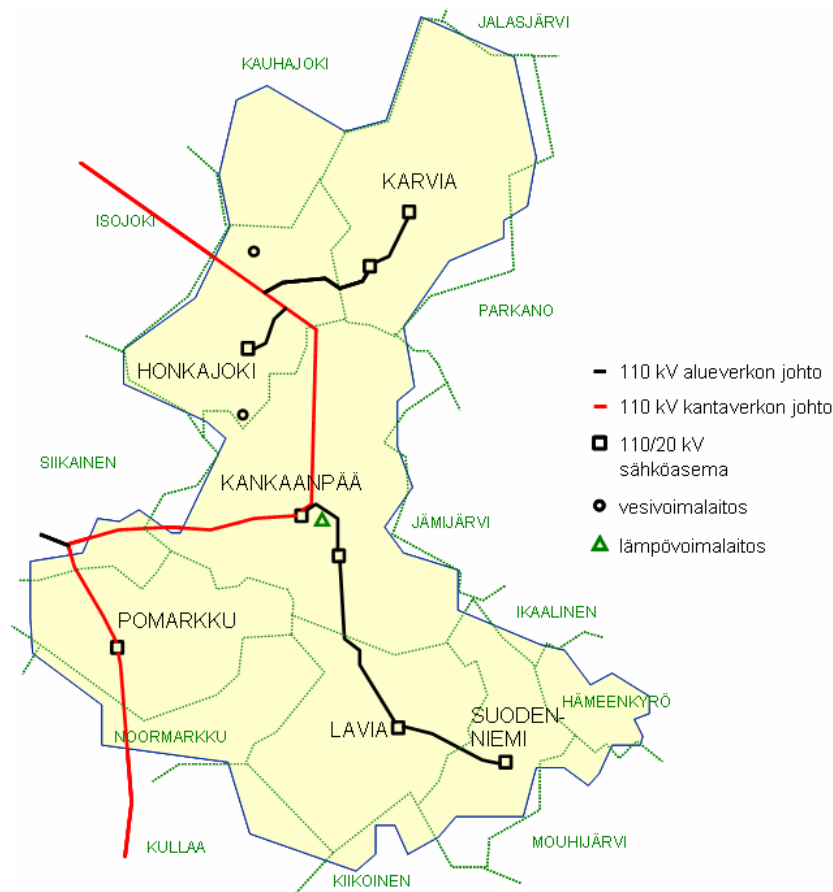 JALASJÄRVI
KAUHAJOKI
KARVIA
ISOJOKI
PARKANO
HONKAJOKI
110 kV alueverkon johto
110 kV kantaverkon johto
110/20 kV
sähköasema
SIIKAINEN
KANKAANPÄÄ
vesivoimalaitos
JÄMIJÄRVI
lämpövoimalaitos
POMARKKU
IKAALINEN
HÄMEENKYRÖ
LAVIA
SUODEN-
NIEMI
NOORMARKKU
KULLAA
MOUHIJÄRVI
KIIKOINEN